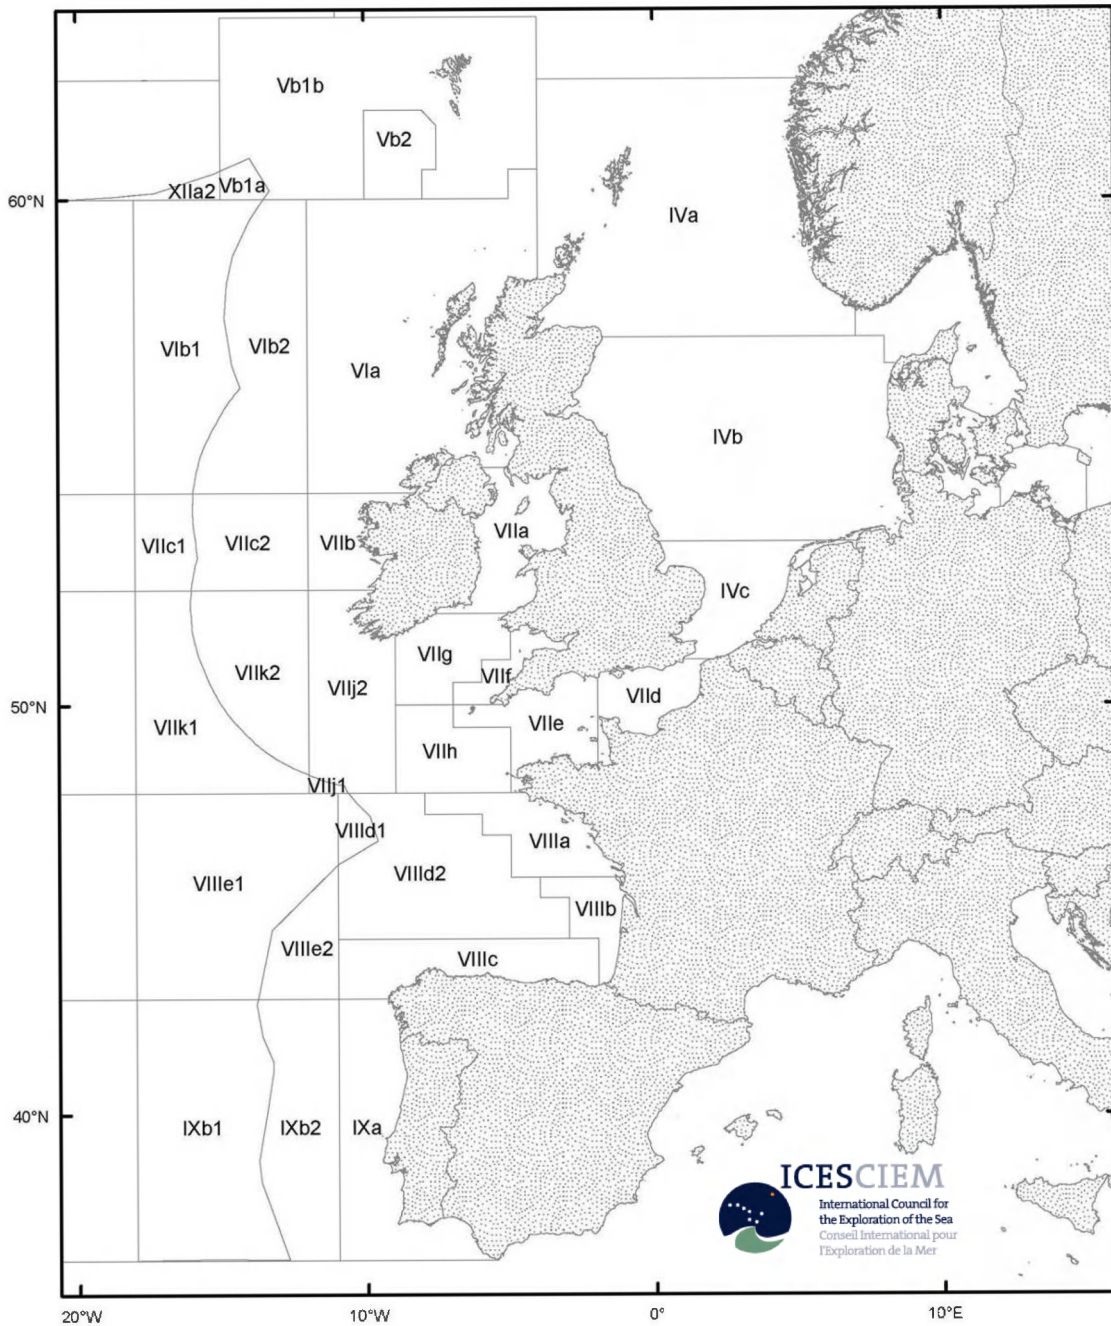 Vb1b
Vb2
XIIa2
Vb1a
60°N
IVa
VIb1
VIb2
VIa
IVb
VIIc1
VIIc2
VIIb
VIIa
IVc
VIIg
VIIf
VIIk2
VIIj2
VIId
50°N
VIIk1
VIIe
VIIh
VIIj1
VIIId1
VIIIa
VIIId2
VIIIe1
VIIIb
VIIIe2
VIIIc
40°N
IXb1
IXb2
IXa
ICESCIEM
International Council for
the Exploration of the Sea
Conseil International pour
l'Exploration de la Mer
20°W
10°W
0°
10°E